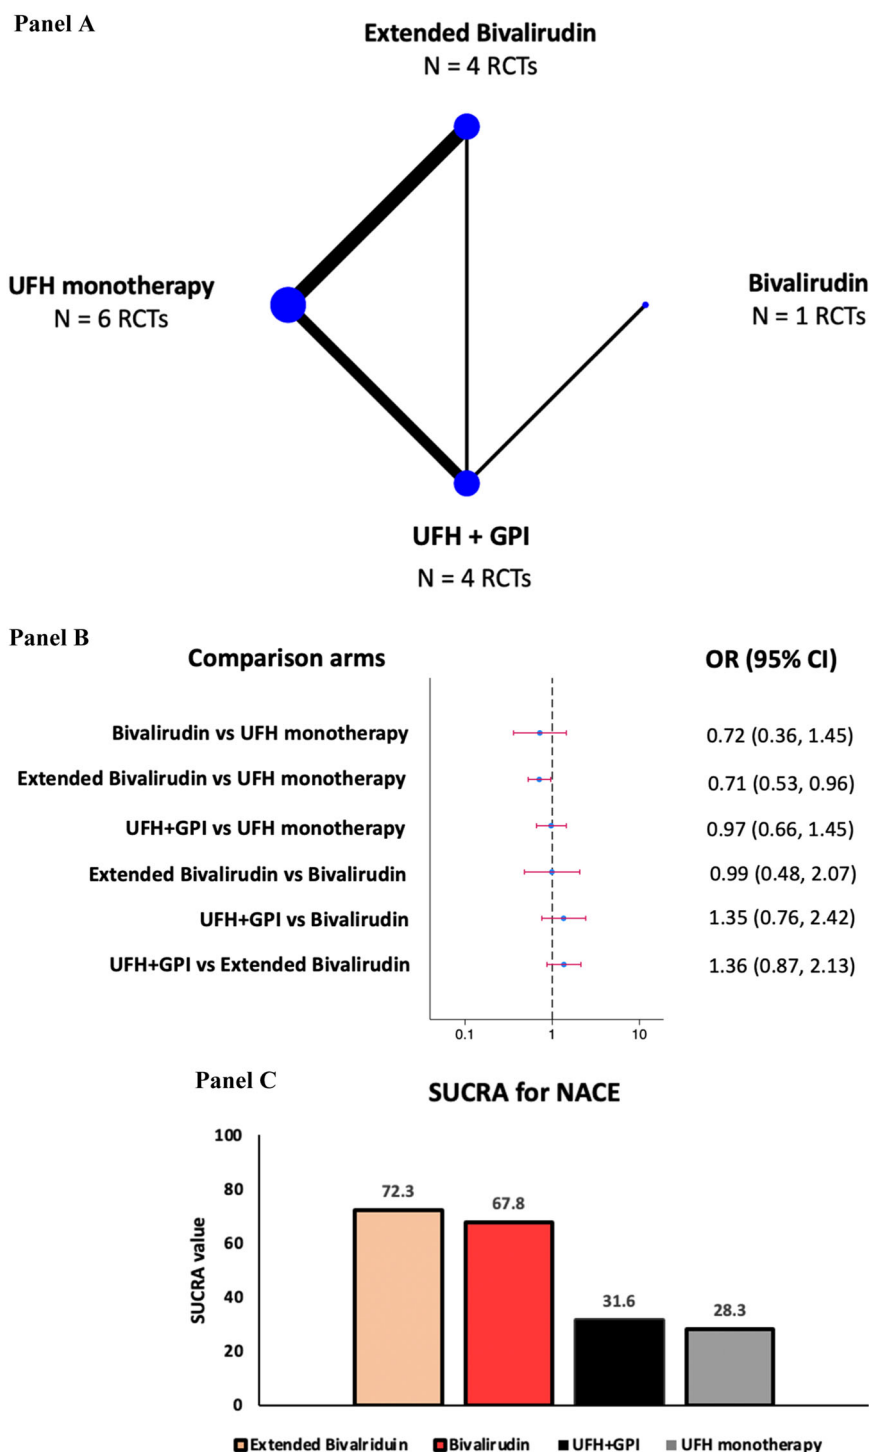 Panel A
Extended Bivalirudin
N = 4 RCTs
UFH monotherapy
N = 6 RCTs
Bivalirudin
N = 1 RCTs
UFH + GPI
N = 4 RCTs
Panel B
Comparison arms OR (95% CI)
Bivalirudin vs UFH monotherapy 0.72 (0.36, 1.45)
Extended Bivalirudin vs UFH monotherapy 0.71 (0.53, 0.96)
UFH+GPI vs UFH monotherapy 0.97 (0.66, 1.45)
Extended Bivalirudin vs Bivalirudin 0.99 (0.48, 2.07)
UFH+GPI vs Bivalirudin 1.35 (0.76, 2.42)
UFH+GPI vs Extended Bivalirudin 1.36 (0.87, 2.13)
0.1 1 10
Panel C
SUCRA for NACE
SUCRA value
100
80
60
40
20
0
72.3
67.8
31.6
28.3
Extended Bivalriduin Bivalirudin UFH+GPI UFH monotherapy